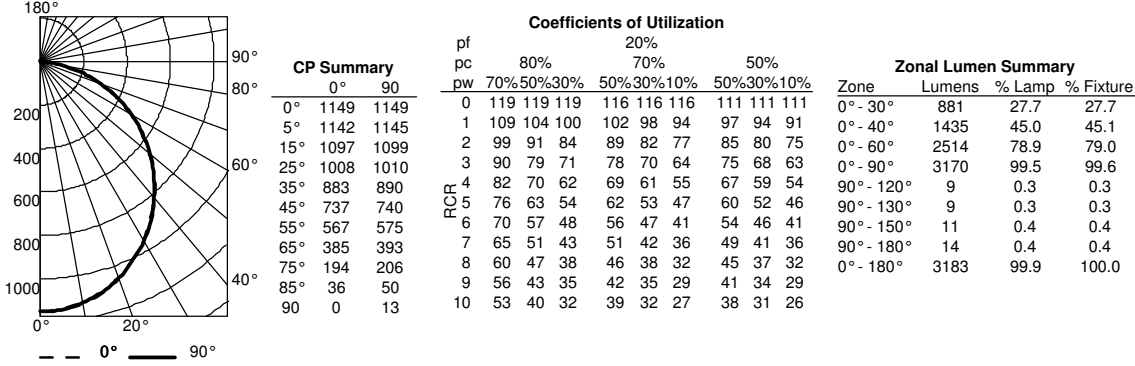 180°
90°
80°
200
400
60°
600
800
40°
1000
0° 20°
0° 90°
CP Summary
0° 90
0° 1149 1149
5° 1142 1145
15° 1097 1099
25° 1008 1010
35° 883 890
45° 737 740
55° 567 575
65° 385 393
75° 194 206
85° 36 50
90 0 13
Coefficients of Utilization
pf 20%
pc 80% 70% 50%
pw 70%50%30% 50%30%10% 50%30%10%
RCR
0 119 119 119 116 116 116 111 111 111
1 109 104 100 102 98 94 97 94 91
2 99 91 84 89 82 77 85 80 75
3 90 79 71 78 70 64 75 68 63
4 82 70 62 69 61 55 67 59 54
5 76 63 54 62 53 47 60 52 46
6 70 57 48 56 47 41 54 46 41
7 65 51 43 51 42 36 49 41 36
8 60 47 38 46 38 32 45 37 32
9 56 43 35 42 35 29 41 34 29
10 53 40 32 39 32 27 38 31 26
Zonal Lumen Summary
Zone Lumens % Lamp % Fixture
0°- 30° 881 27.7 27.7
0°- 40° 1435 45.0 45.1
0°- 60° 2514 78.9 79.0
0°- 90° 3170 99.5 99.6
90°- 120° 9 0.3 0.3
90°- 130° 9 0.3 0.3
90°- 150° 11 0.4 0.4
90°- 180° 14 0.4 0.4
0°- 180° 3183 99.9 100.0